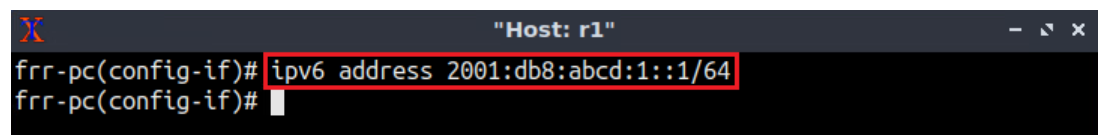 "Host: r1"
frr-pc(config-if)# ipv6 address 2001:db8:abcd:1::1/64
frr-pc(config-if)#